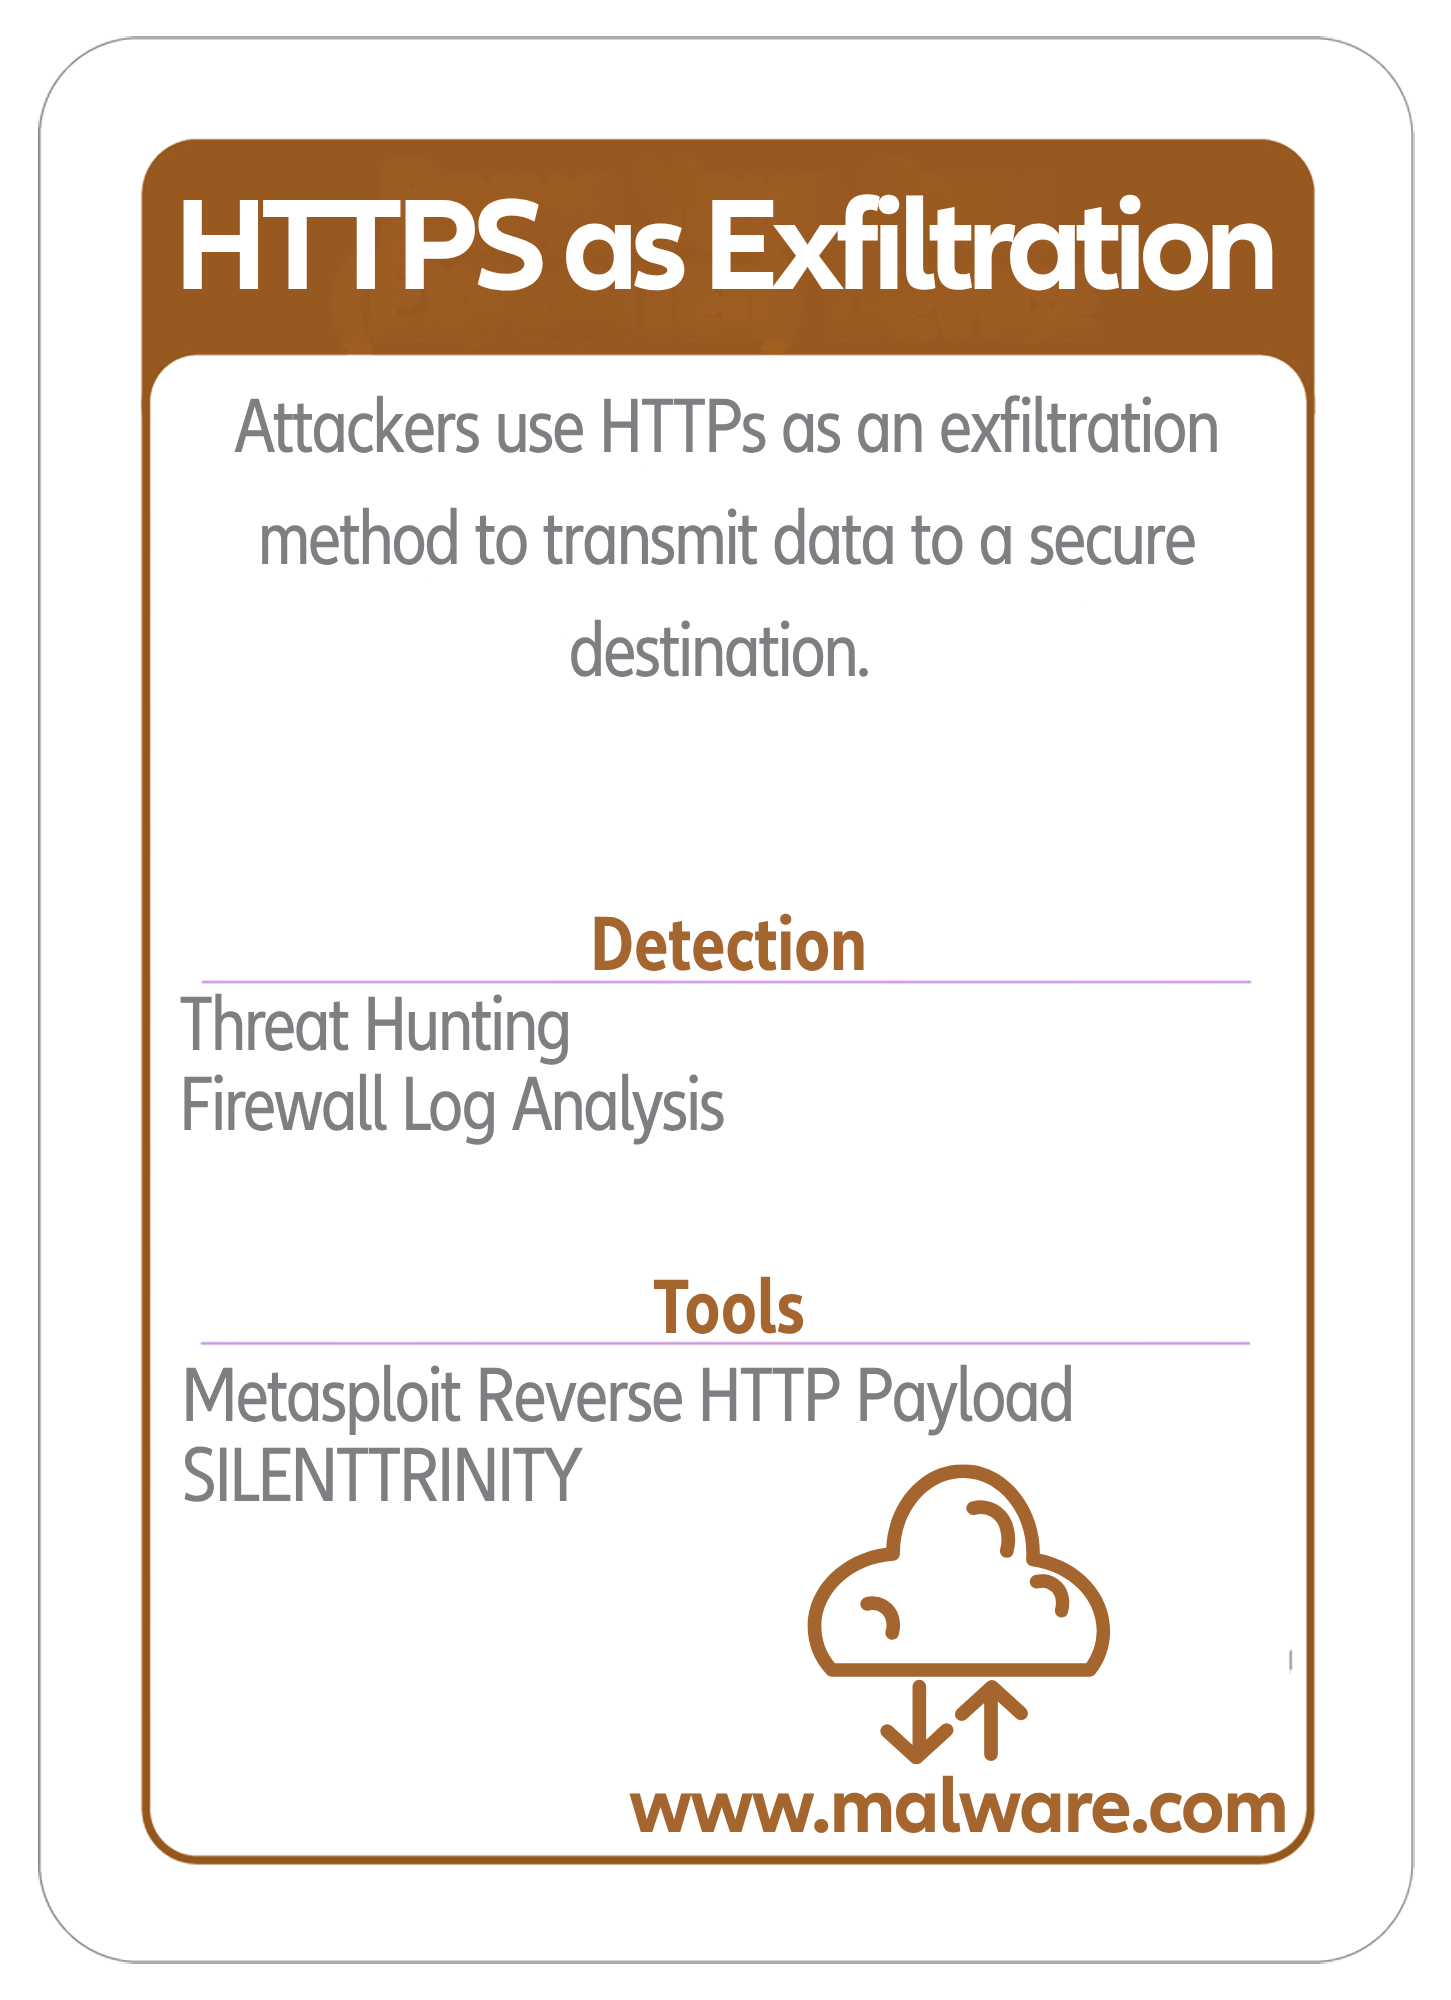 HTTPS as Exfiltration
Attackers use HTTPs as an exfiltration
method to transmit data to a secure
destination.
Detection
Threat Hunting
Firewall Log Analysis
Tools
Metasploit Reverse HTTP Payload
SILENTTRINITY
www.malware.com